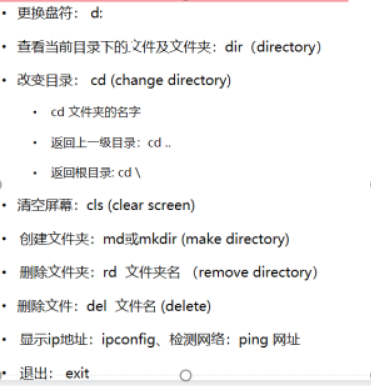 • 更换盘符： d:
• 查看当前目录下的文件及文件夹：dir（directory）
• 改变目录： cd (change directory)
• cd 文件夹的名字
• 返回上一级目录：cd ..
• 返回根目录: cd \
• 清空屏幕：cls (clear screen)
• 创建文件夹：md或mkdir (make directory)
• 删除文件夹：rd 文件夹名 （remove directory）
• 删除文件：del 文件名 (delete)
• 显示ip地址：ipconfig、检测网络：ping 网址
• 退出： exit